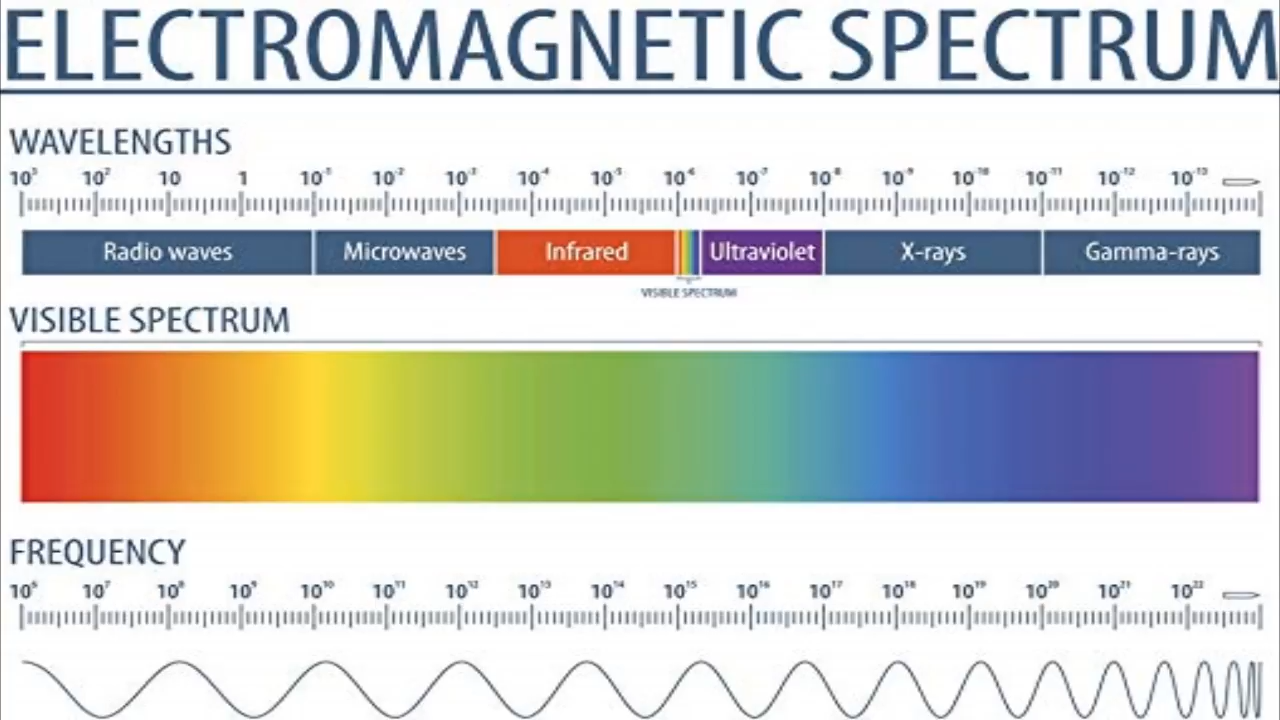 ELECTROMAGNETIC SPECTRUM
WAVELENGTHS
10³ 10² 10 1 10⁻¹ 10⁻² 10⁻³ 10⁻⁴ 10⁻⁵ 10⁻⁶ 10⁻⁷ 10⁻⁸ 10⁻⁹ 10⁻¹⁰ 10⁻¹¹ 10⁻¹² 10⁻¹³
Radio waves Microwaves Infrared Ultraviolet X-rays Gamma-rays
VISIBLE SPECTRUM
VISIBLE SPECTRUM
FREQUENCY
10⁶ 10⁷ 10⁸ 10⁹ 10¹⁰ 10¹¹ 10¹² 10¹³ 10¹⁴ 10¹⁵ 10¹⁶ 10¹⁷ 10¹⁸ 10¹⁹ 10²⁰ 10²¹ 10²²